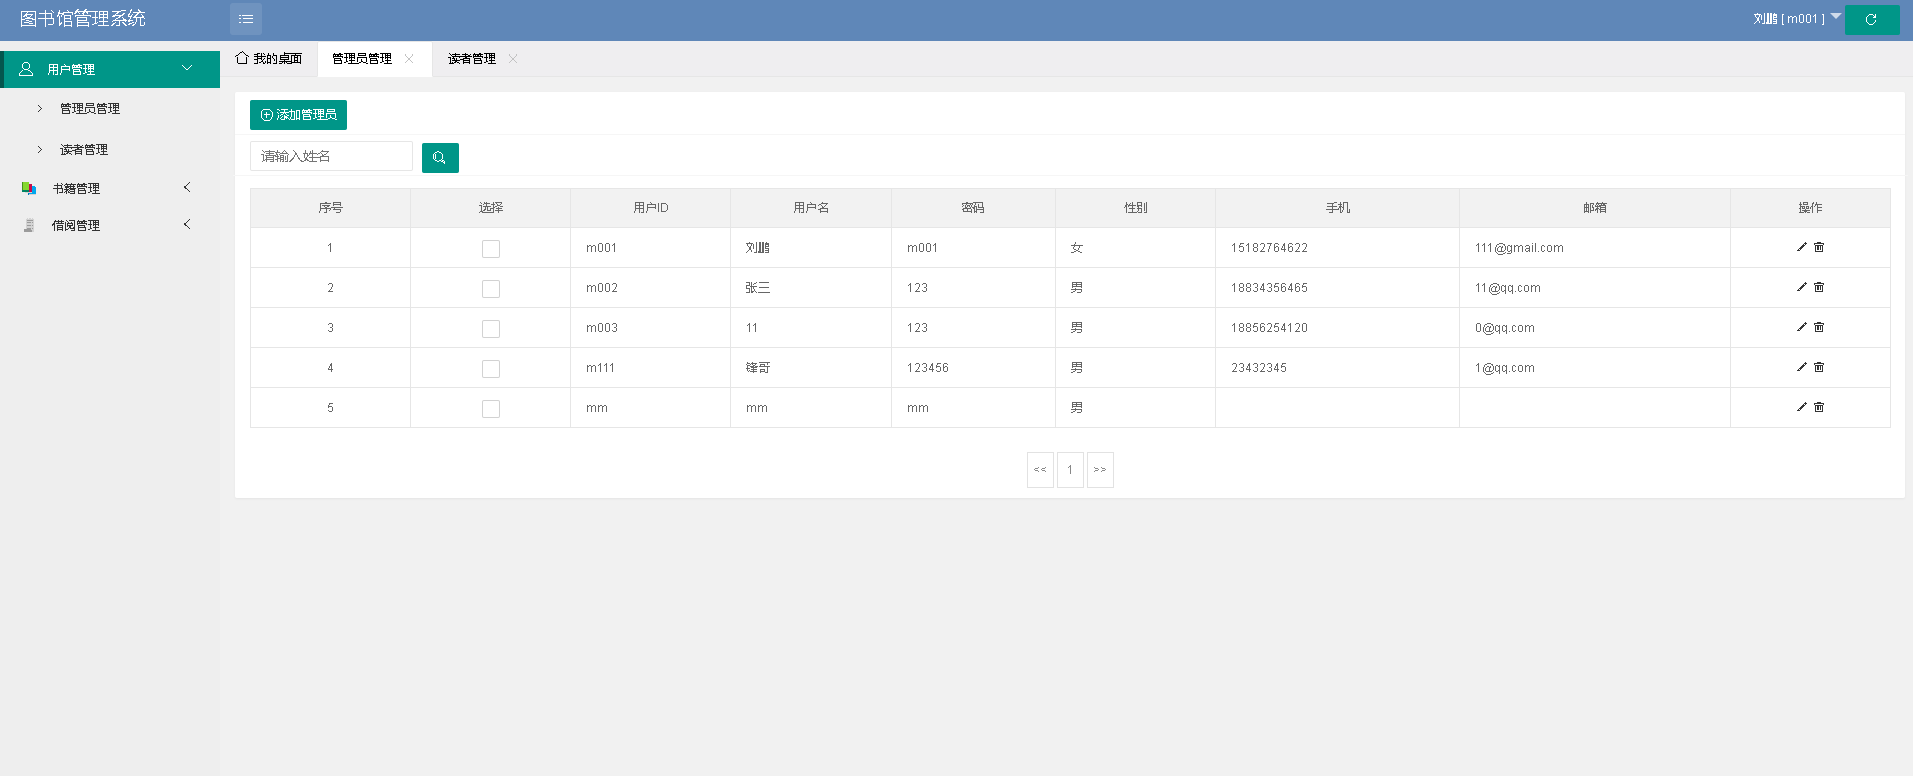 图书馆管理系统
刘鹏 [ m001 ]
用户管理
管理员管理
读者管理
书籍管理
借阅管理
我的桌面 管理员管理 读者管理
添加管理员
请输入姓名
序号 选择 用户ID 用户名 密码 性别 手机 邮箱 操作
1 m001 刘鹏 m001 女 15182764622 111@gmail.com
2 m002 张三 123 男 18834356465 11@qq.com
3 m003 11 123 男 18856254120 0@qq.com
4 m111 锋哥 123456 男 23432345 1@qq.com
5 mm mm mm 男
<< 1 >>